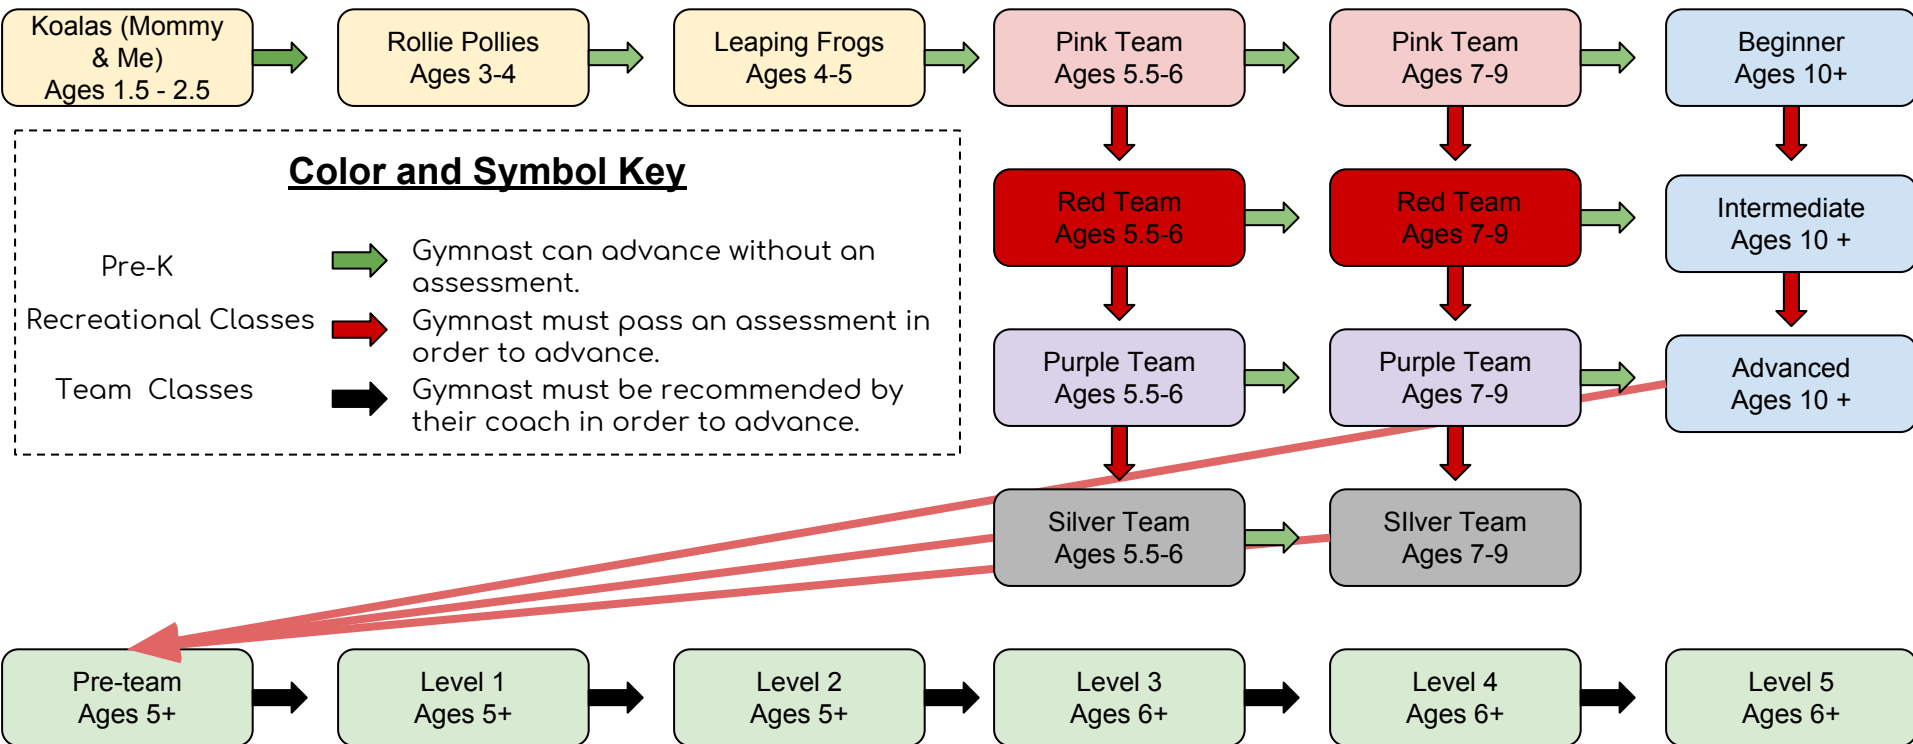 Koalas (Mommy
& Me)
Ages 1.5 - 2.5
Rollie Pollies
Ages 3-4
Leaping Frogs
Ages 4-5
Pink Team
Ages 5.5-6
Pink Team
Ages 7-9
Beginner
Ages 10+
Color and Symbol Key
Pre-K
Gymnast can advance without an
assessment.
Recreational Classes
Gymnast must pass an assessment in
order to advance.
Team Classes
Gymnast must be recommended by
their coach in order to advance.
Red Team
Ages 5.5-6
Red Team
Ages 7-9
Intermediate
Ages 10 +
Purple Team
Ages 5.5-6
Purple Team
Ages 7-9
Advanced
Ages 10 +
Silver Team
Ages 5.5-6
SIlver Team
Ages 7-9
Pre-team
Ages 5+
Level 1
Ages 5+
Level 2
Ages 5+
Level 3
Ages 6+
Level 4
Ages 6+
Level 5
Ages 6+